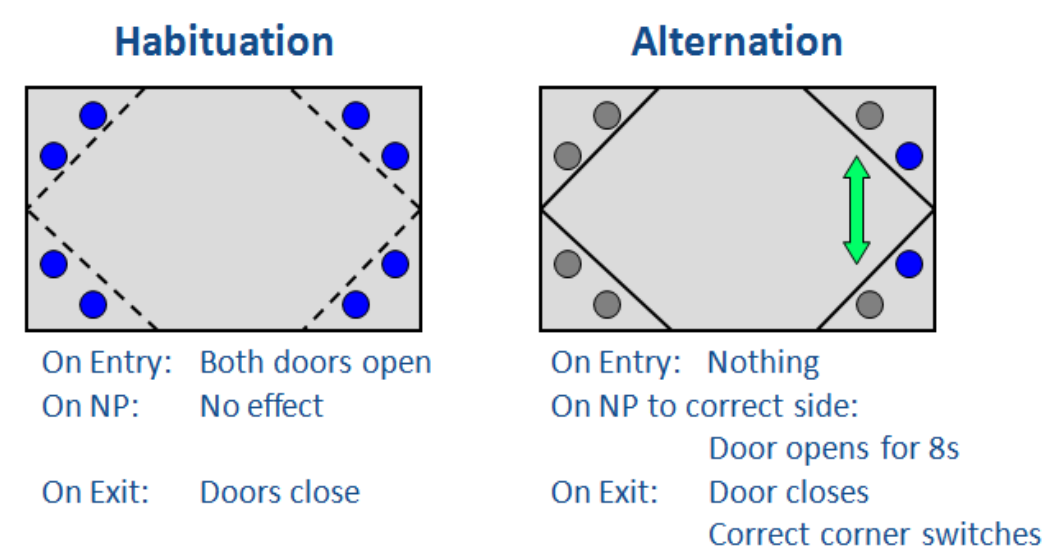 Habituation
Alternation
On Entry: Both doors open
On NP: No effect
On Exit: Doors close
On Entry: Nothing
On NP to correct side:
Door opens for 8s
On Exit: Door closes
Correct corner switches